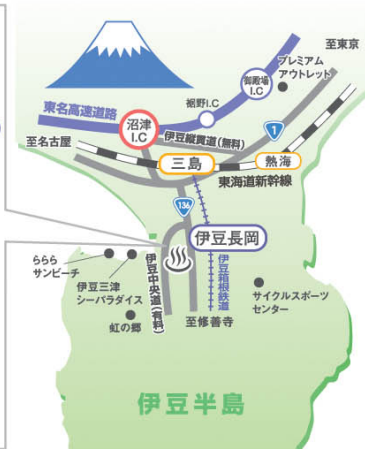 至東京
プレミアム
アウトレット
御殿場
I.C
裾野I.C
東名高速道路
沼津
I.C
伊豆縦貫道(無料)
1
至名古屋
三島
熱海
東海道新幹線
136
伊豆長岡
ららら
サンビーチ
伊豆三津
シーパラダイス
虹の郷
伊豆中央道(有料)
伊豆箱根鉄道
至修善寺
サイクルスポーツ
センター
伊豆半島